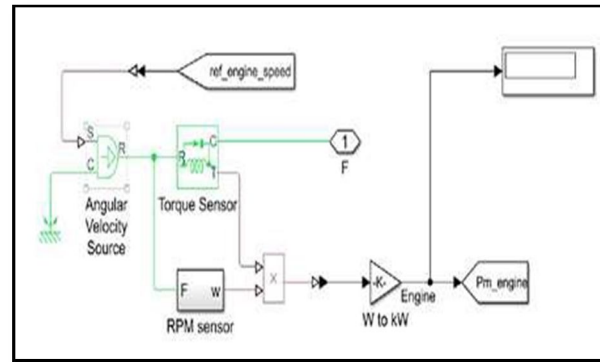 ref_engine_speed
S
R
C
Angular
Velocity
Source
R
C
T
Torque Sensor
1
F
F
w
RPM sensor
x
-K-
W to kW
Engine
Pm_engine